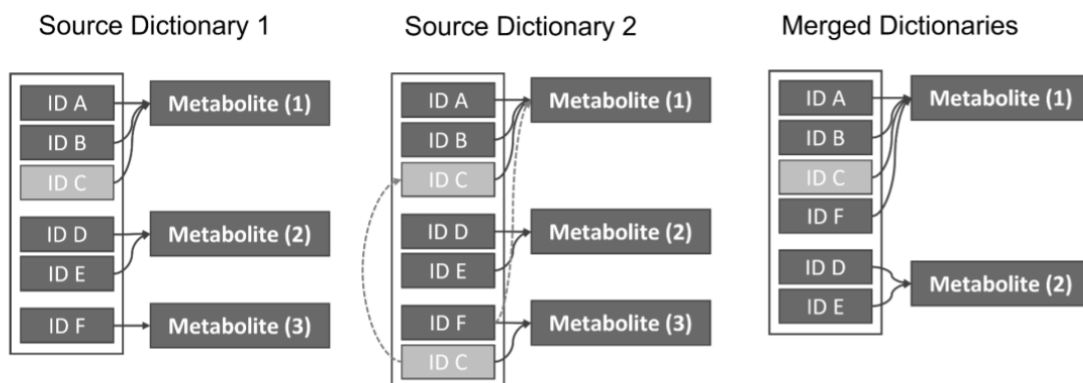 Source Dictionary 1
ID A
Metabolite (1)
ID B
ID C
ID D
Metabolite (2)
ID E
ID F
Metabolite (3)
Source Dictionary 2
ID A
Metabolite (1)
ID B
ID C
ID D
Metabolite (2)
ID E
ID F
Metabolite (3)
ID C
Merged Dictionaries
ID A
Metabolite (1)
ID B
ID C
ID F
ID D
Metabolite (2)
ID E